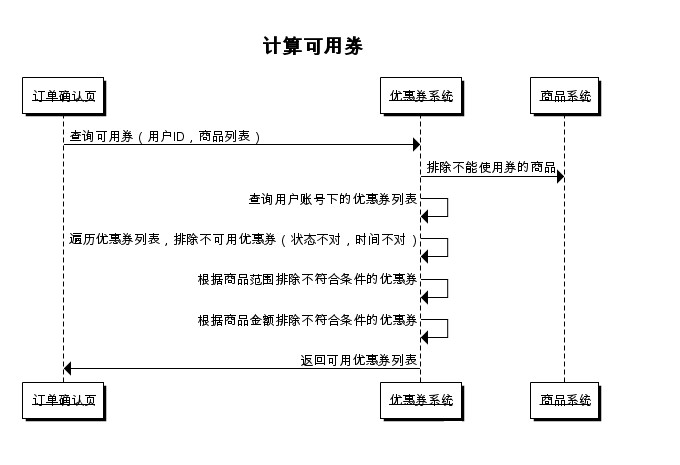 计算可用券
订单确认页
优惠券系统
商品系统
查询可用券（用户ID，商品列表）
排除不能使用券的商品
查询用户账号下的优惠券列表
遍历优惠券列表，排除不可用优惠券（状态不对，时间不对）
根据商品范围排除不符合条件的优惠券
根据商品金额排除不符合条件的优惠券
返回可用优惠券列表
订单确认页
优惠券系统
商品系统